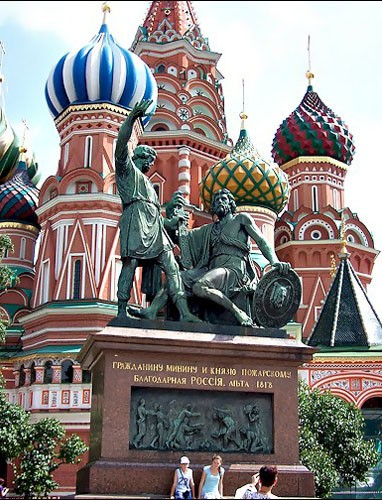 ГРАЖДАНИНУ МИНИНУ И КНЯЗЮ ПОЖАРСКОМУ
БЛАГОДАРНАЯ РОССІЯ. ЛѢТА 1818